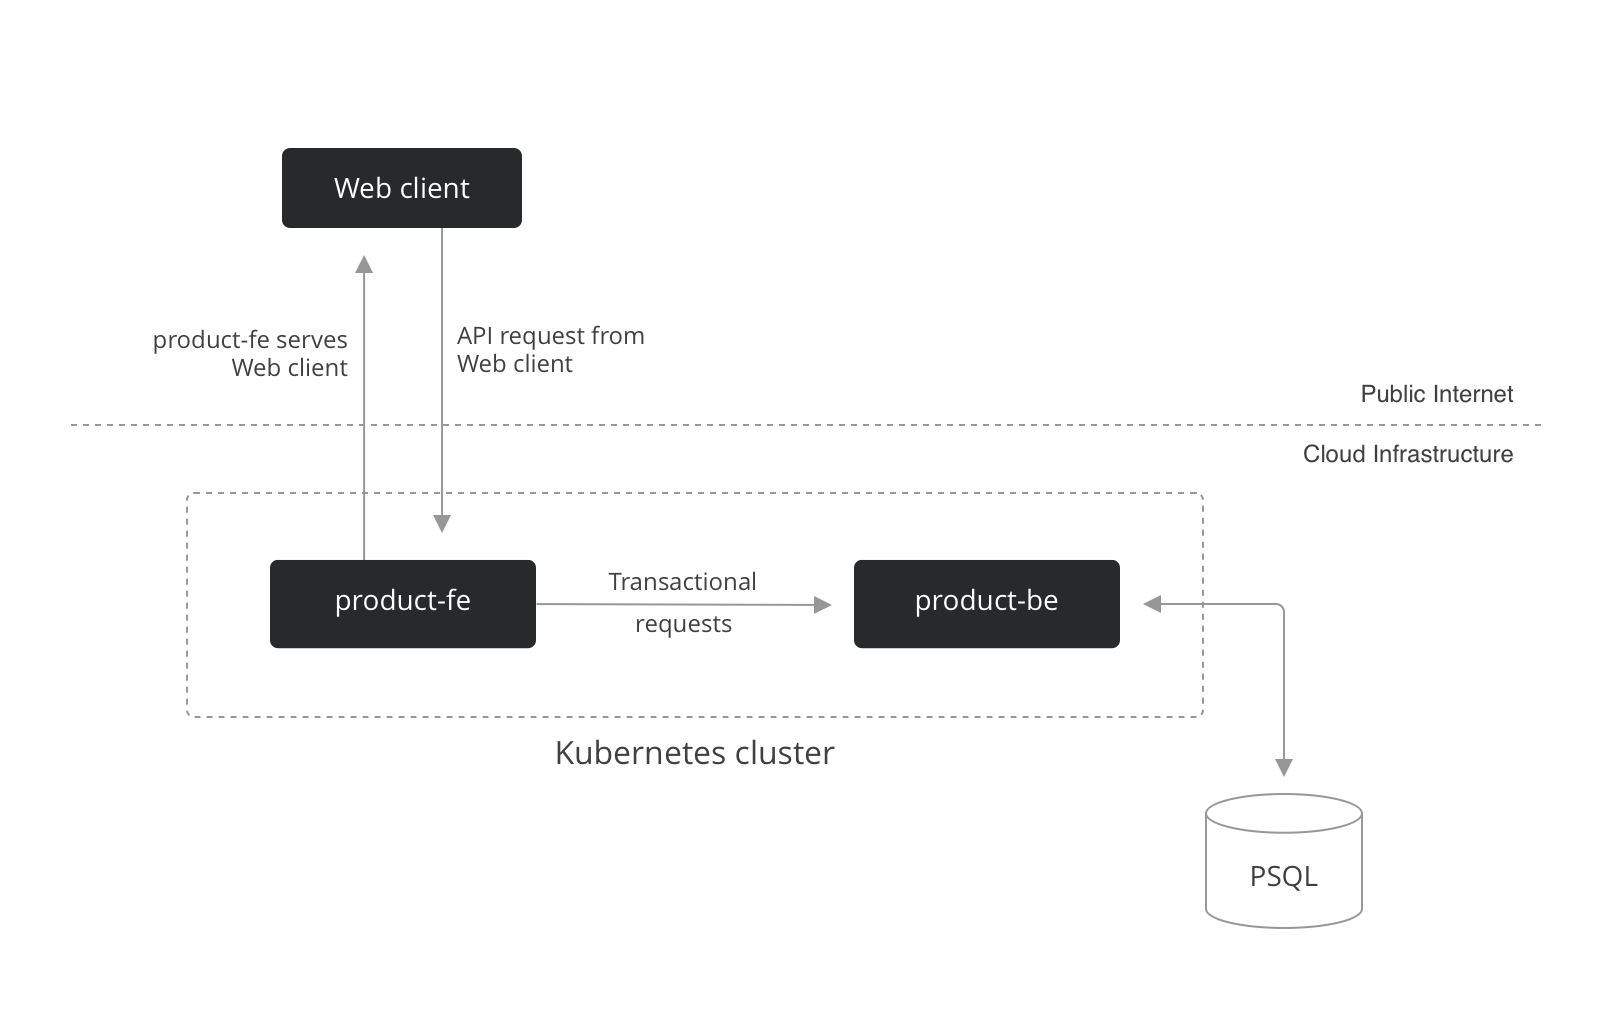 Web client
product-fe serves
Web client
API request from
Web client
Public Internet
Cloud Infrastructure
product-fe
Transactional
requests
product-be
Kubernetes cluster
PSQL